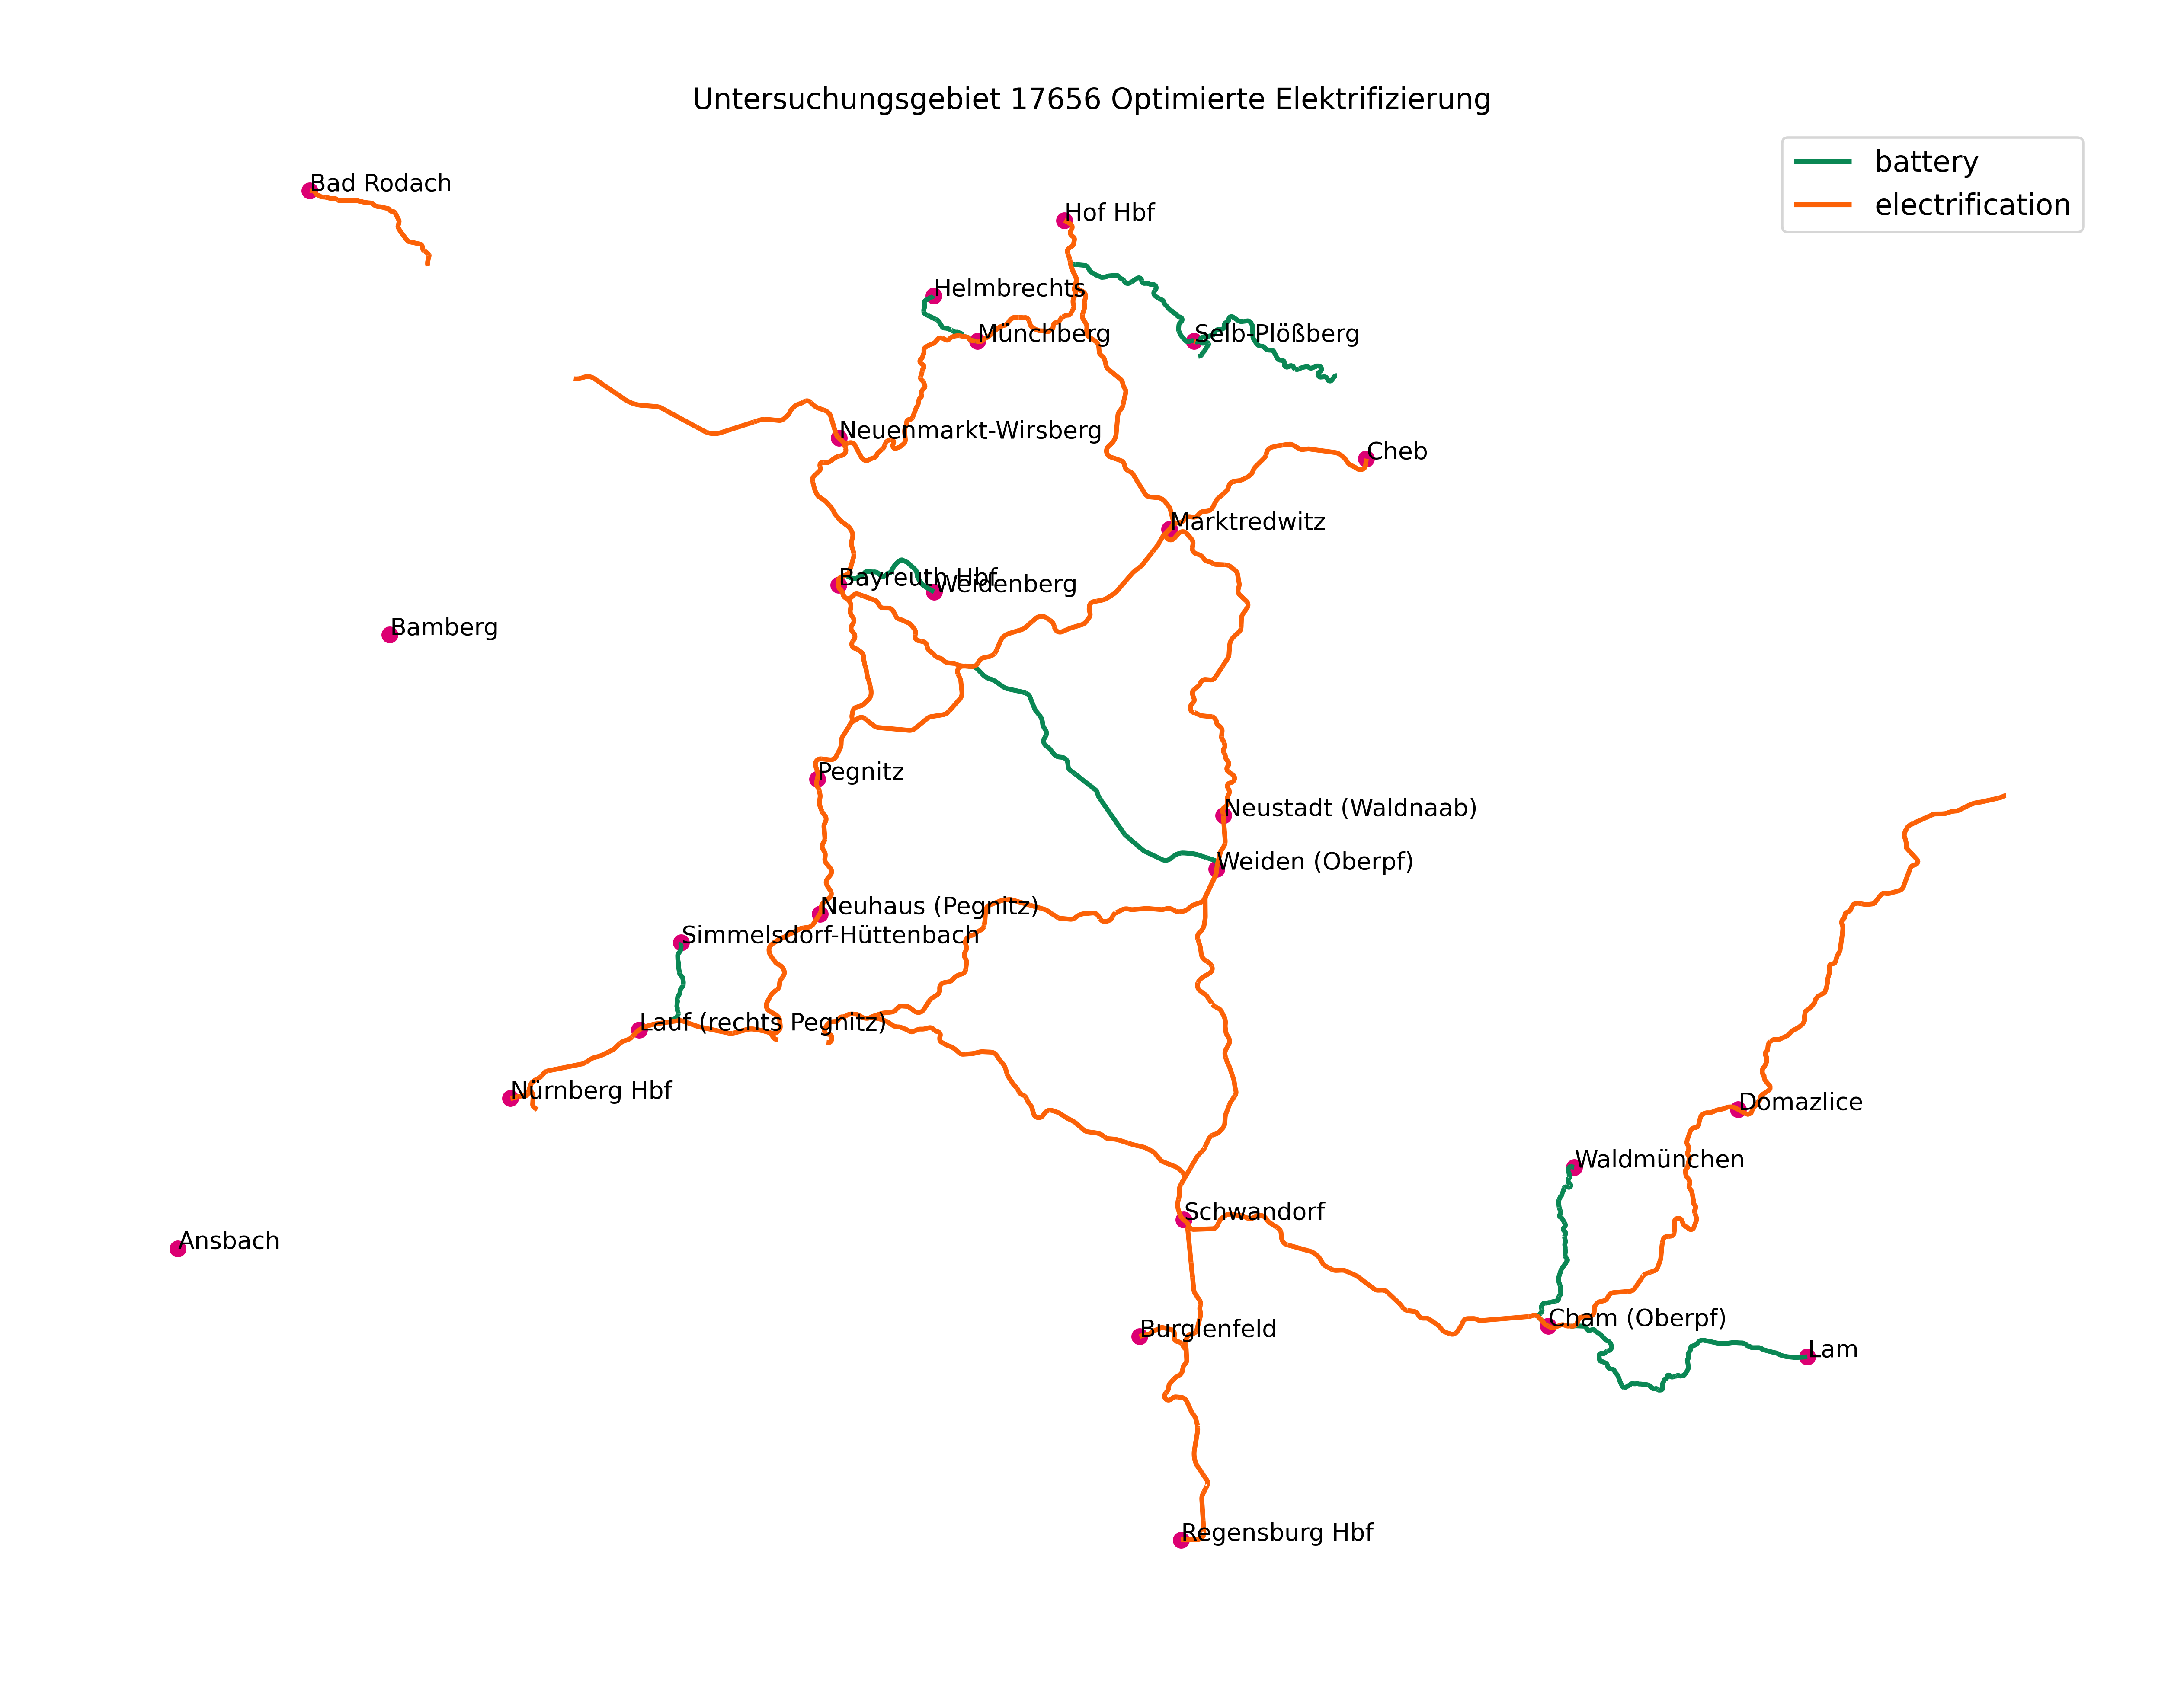 Untersuchungsgebiet 17656 Optimierte Elektrifizierung
battery
electrification
Bad Rodach
Hof Hbf
Helmbrechts
Münchberg
Selb-Plößberg
Neuenmarkt-Wirsberg
Cheb
Marktredwitz
Bayreuth Hbf
Weidenberg
Bamberg
Pegnitz
Neustadt (Waldnaab)
Weiden (Oberpf)
Neuhaus (Pegnitz)
Simmelsdorf-Hüttenbach
Lauf (rechts Pegnitz)
Nürnberg Hbf
Domazlice
Waldmünchen
Schwandorf
Ansbach
Cham (Oberpf)
Burglenfeld
Lam
Regensburg Hbf